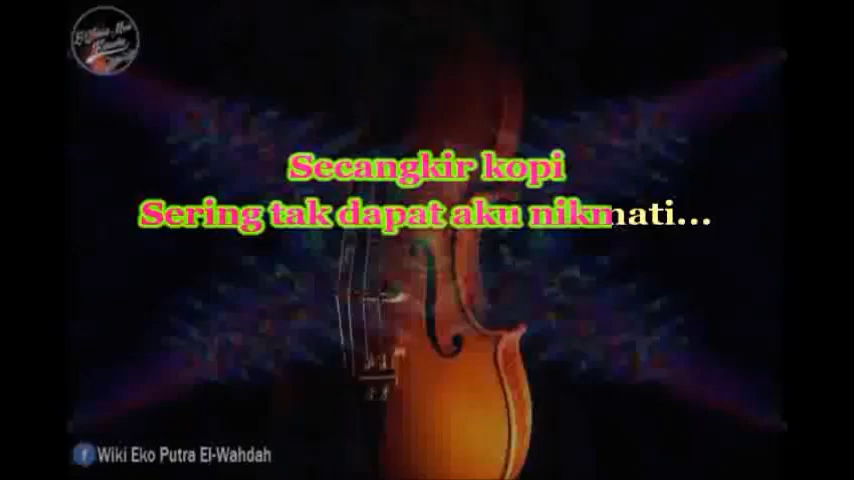 Secangkir kopi
Sering tak dapat aku nikmati...
f Wiki Eko Putra El-Wahdah